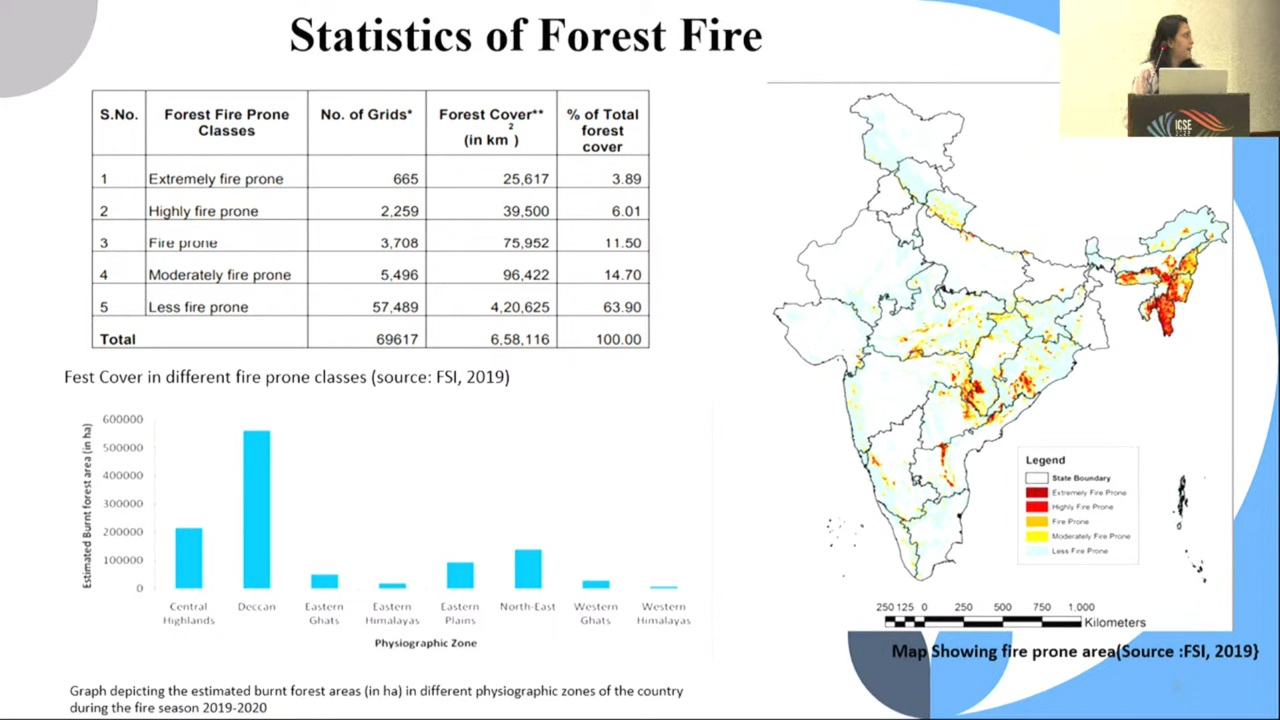 Statistics of Forest Fire
S.No. Forest Fire Prone Classes No. of Grids* Forest Cover** (in km2) % of Total forest cover
1 Extremely fire prone 665 25,617 3.89
2 Highly fire prone 2,259 39,500 6.01
3 Fire prone 3,708 75,952 11.50
4 Moderately fire prone 5,496 96,422 14.70
5 Less fire prone 57,489 4,20,625 63.90
Total 69617 6,58,116 100.00
Fest Cover in different fire prone classes (source: FSI, 2019)
Estimated Burnt forest area (in ha)
600000
500000
400000
300000
200000
100000
0
Central Highlands
Deccan
Eastern Ghats
Eastern Himalayas
Eastern Plains
North-East
Western Ghats
Western Himalayas
Physiographic Zone
Graph depicting the estimated burnt forest areas (in ha) in different physiographic zones of the country
during the fire season 2019-2020
ICSE
Legend
State Boundary
Extremely Fire Prone
Highly Fire Prone
Fire Prone
Moderately Fire Prone
Less Fire Prone
250 125 0 250 500 750 1,000
Kilometers
Map Showing fire prone area(Source :FSI, 2019}